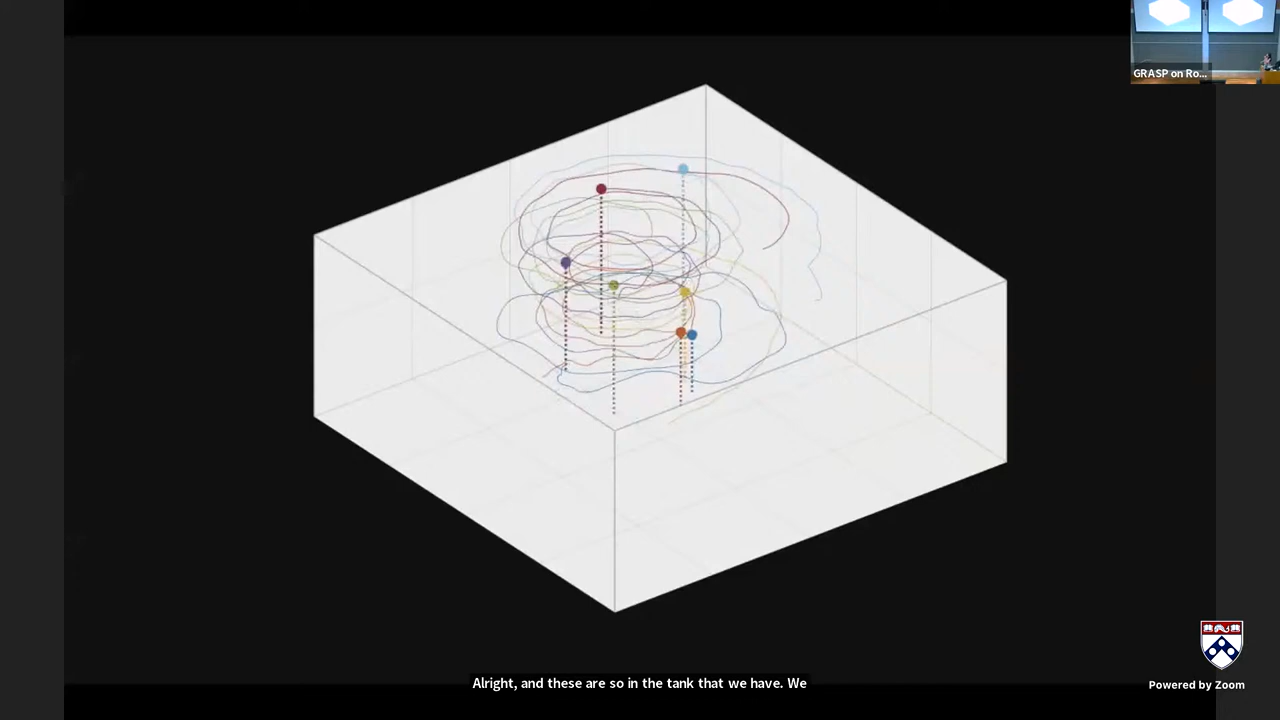 GRASP on Ro...
Alright, and these are so in the tank that we have. We
Powered by Zoom